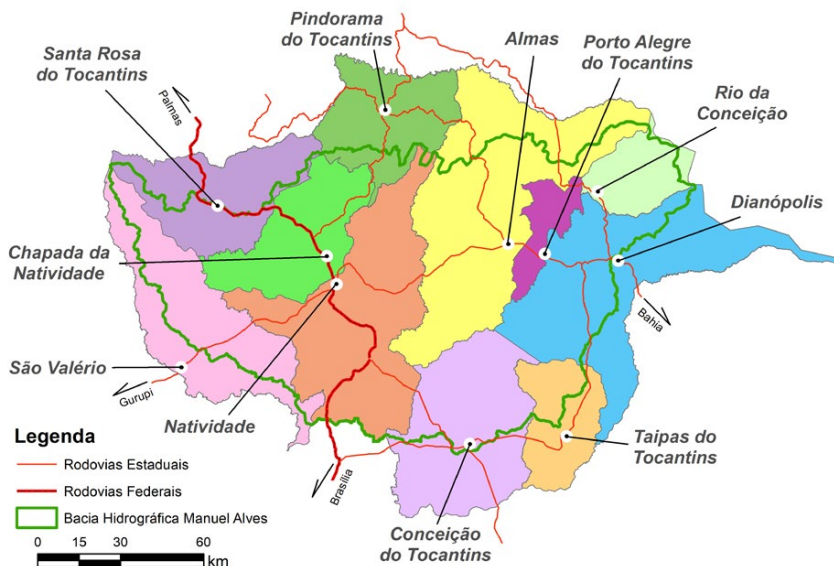 Pindorama
do Tocantins
Santa Rosa
do Tocantins
Almas
Porto Alegre
do Tocantins
Palmas
Rio da
Conceição
Dianópolis
Chapada da
Natividade
Bahia
São Valério
Gurupi
Natividade
Taipas do
Tocantins
Brasília
Conceição
do Tocantins
Legenda
Rodovias Estaduais
Rodovias Federais
Bacia Hidrográfica Manuel Alves
0 15 30 60
km